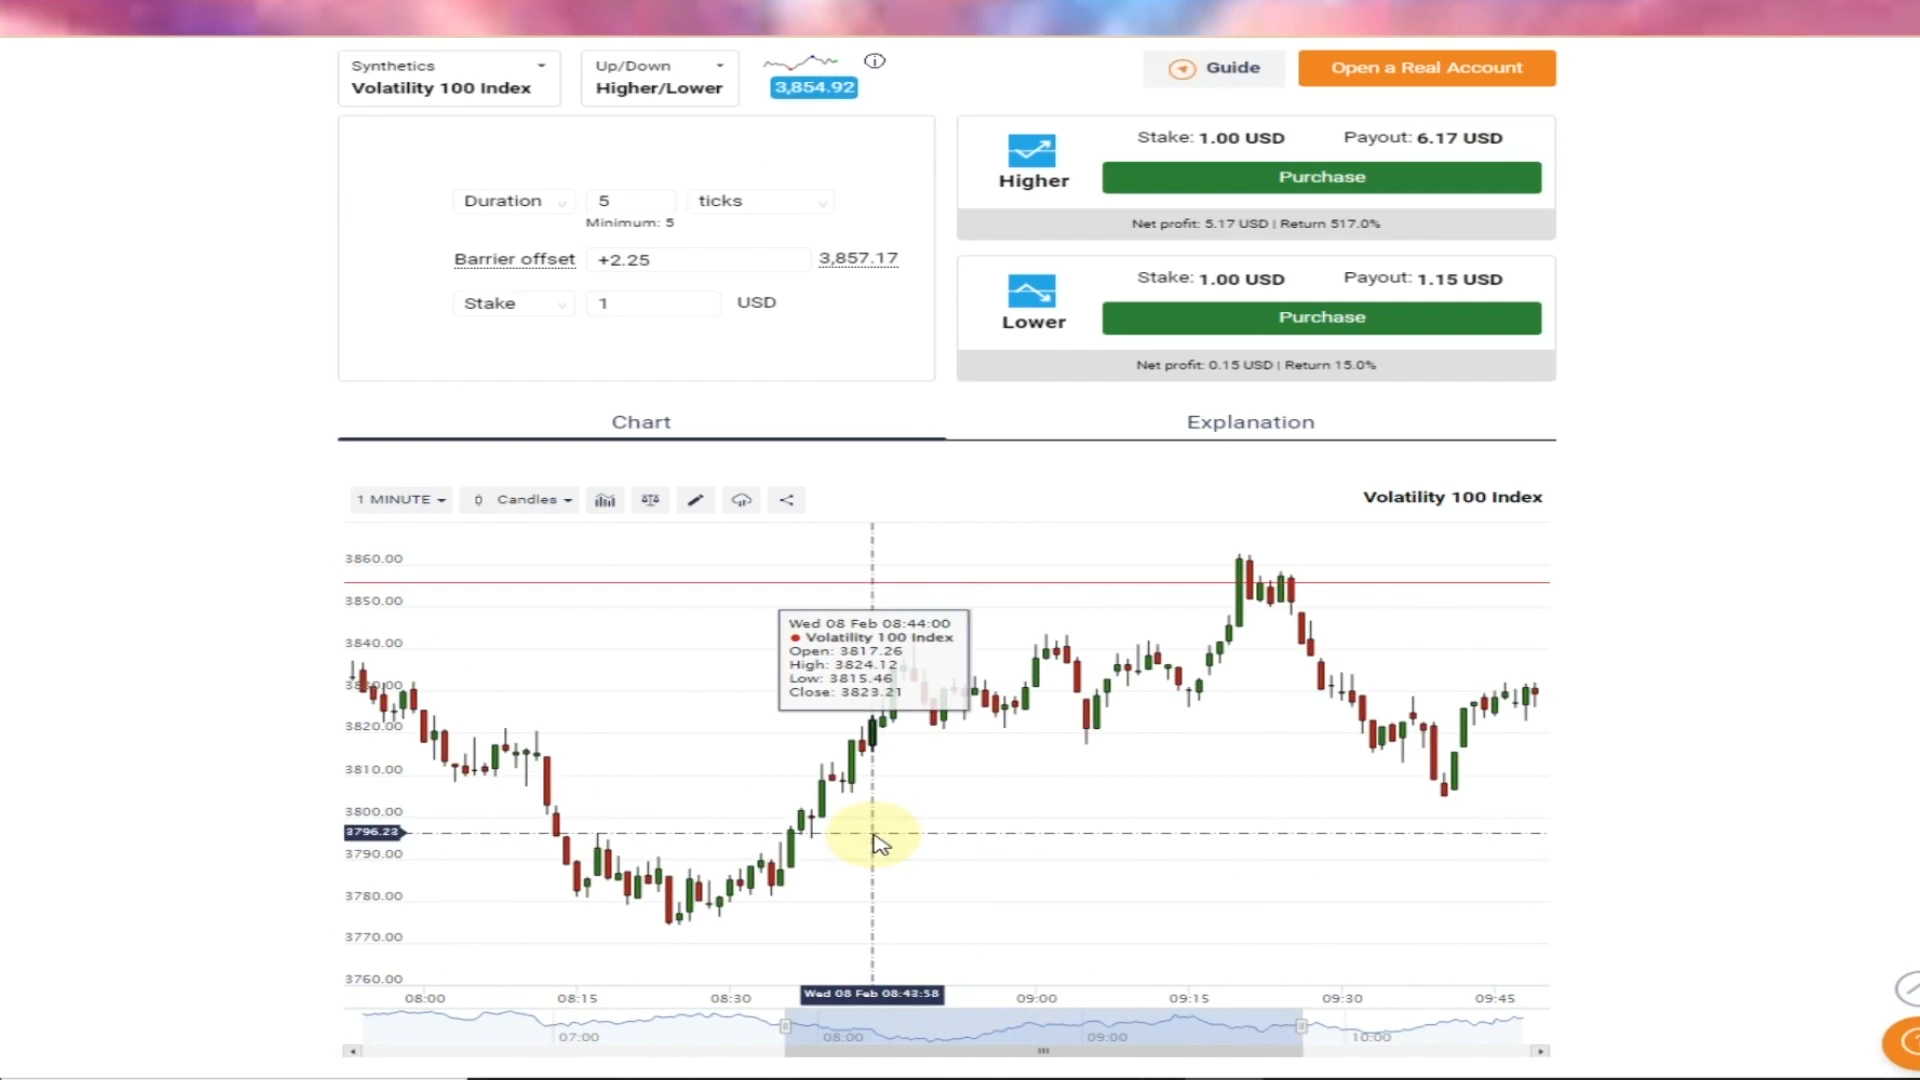 Synthetics
Volatility 100 Index
Up/Down
Higher/Lower
3,854.92
Guide
Open a Real Account
Duration
5
ticks
Minimum: 5
Barrier offset
+2.25
3,857.17
Stake
1
USD
Stake: 1.00 USD
Payout: 6.17 USD
Higher
Purchase
Net profit: 5.17 USD | Return 517.0%
Stake: 1.00 USD
Payout: 1.15 USD
Lower
Purchase
Net profit: 0.15 USD | Return 15.0%
Chart
Explanation
1 MINUTE
Candles
Volatility 100 Index
3860.00
3850.00
3840.00
3830.00
3820.00
3810.00
3800.00
3796.23
3790.00
3780.00
3770.00
3760.00
Wed 08 Feb 08:44:00
Volatility 100 Index
Open: 3817.26
High: 3824.12
Low: 3815.46
Close: 3823.21
08:00
08:15
08:30
Wed 08 Feb 08:43:58
09:00
09:15
09:30
09:45
07:00
08:00
09:00
10:00